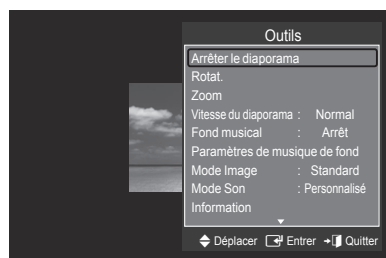 Outils
Arrêter le diaporama
Rotat.
Zoom
Vitesse du diaporama : Normal
Fond musical : Arrêt
Paramètres de musique de fond
Mode Image : Standard
Mode Son : Personnalisé
Information
Déplacer Entrer Quitter